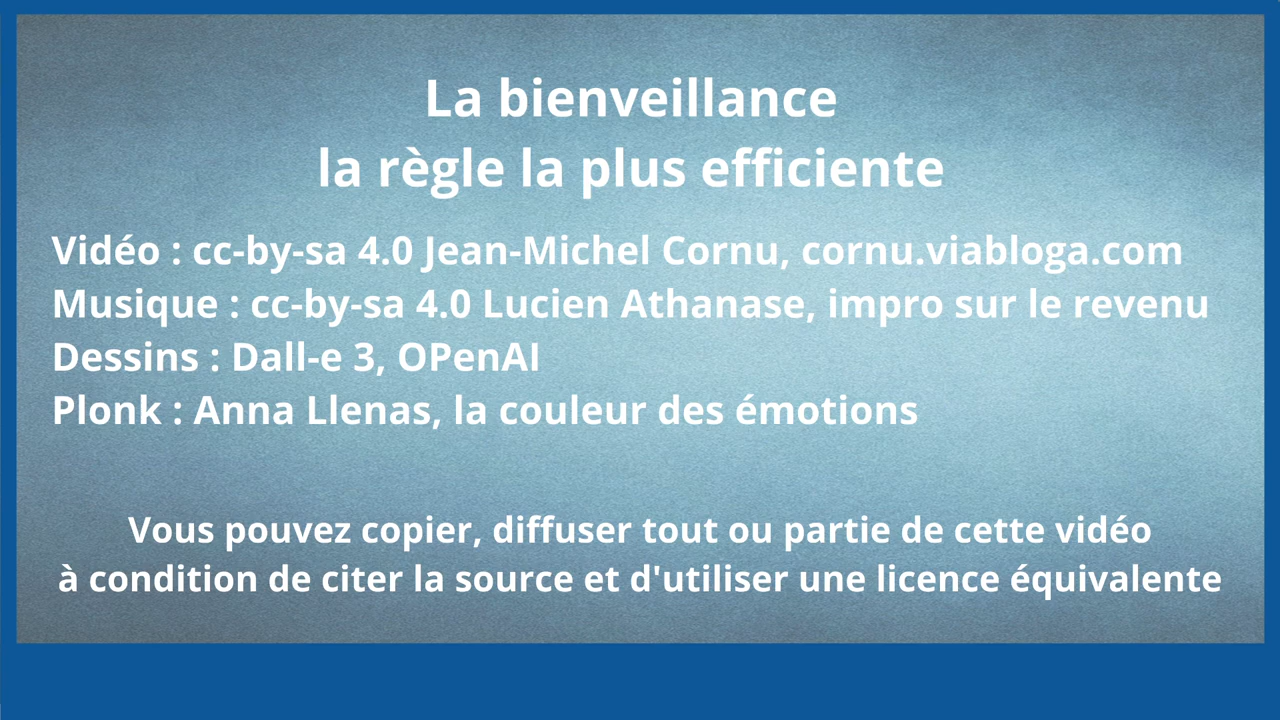 La bienveillance
la règle la plus efficiente
Vidéo : cc-by-sa 4.0 Jean-Michel Cornu, cornu.viabloga.com
Musique : cc-by-sa 4.0 Lucien Athanase, impro sur le revenu
Dessins : Dall-e 3, OPenAI
Plonk : Anna Llenas, la couleur des émotions
Vous pouvez copier, diffuser tout ou partie de cette vidéo
à condition de citer la source et d'utiliser une licence équivalente